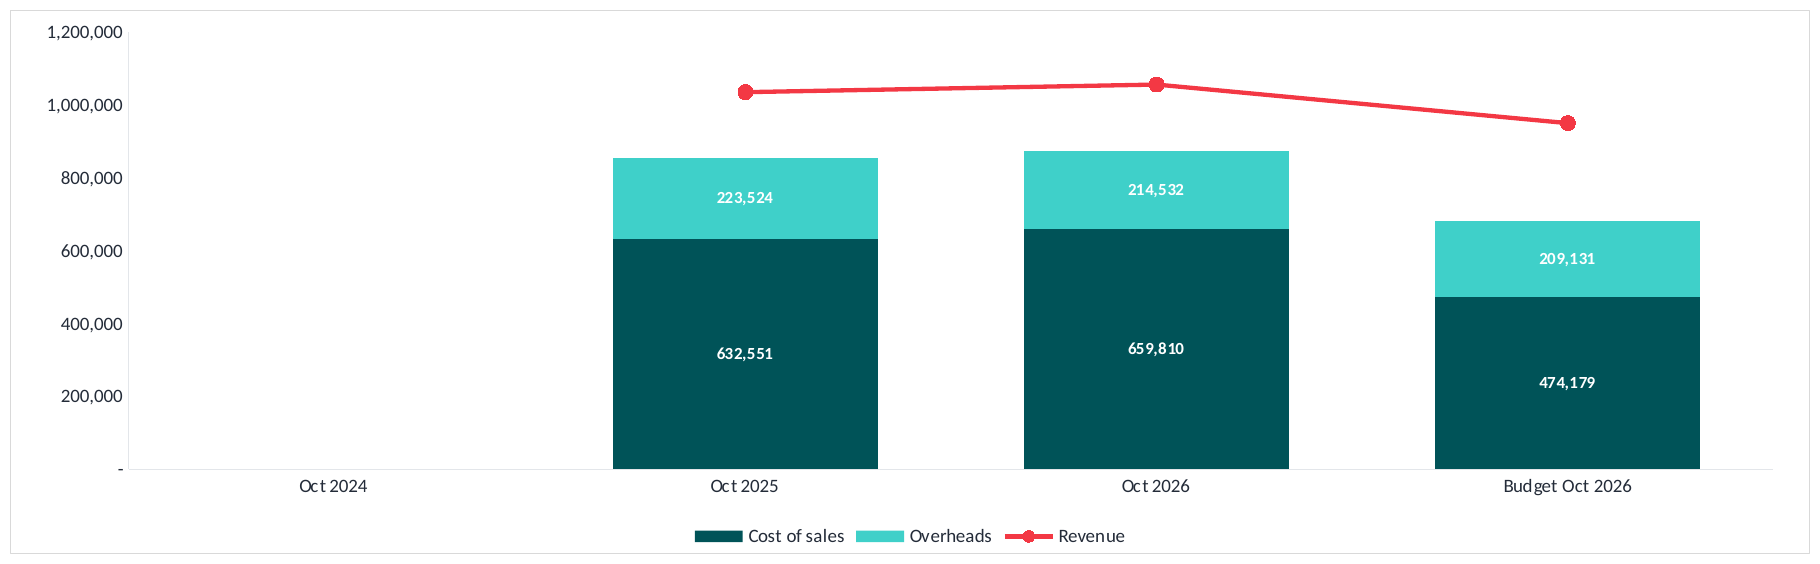 1,200,000
1,000,000
800,000
600,000
400,000
200,000
-
223,524
632,551
214,532
659,810
209,131
474,179
Oct 2024
Oct 2025
Oct 2026
Budget Oct 2026
Cost of sales
Overheads
Revenue